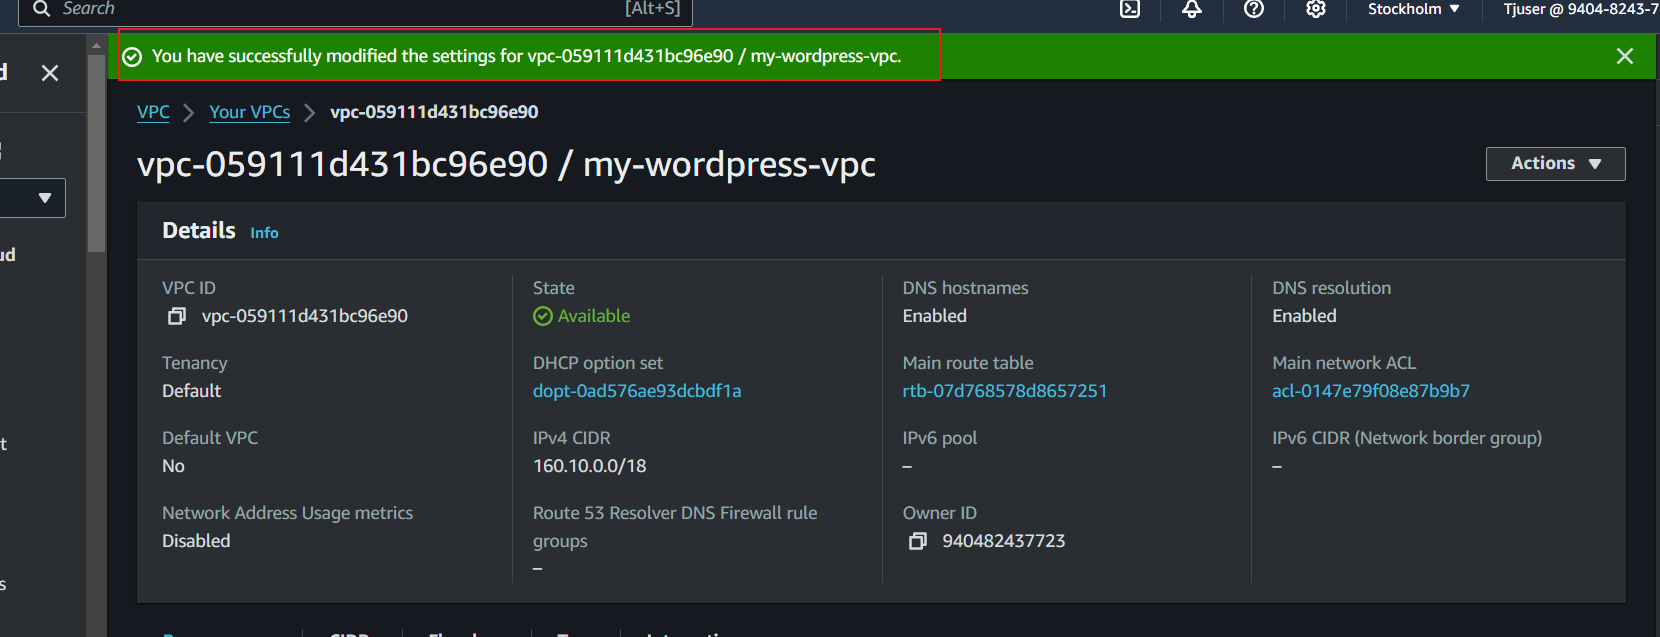 Search [Alt+S] Stockholm Tjuser @ 9404-8243-7
You have successfully modified the settings for vpc-059111d431bc96e90 / my-wordpress-vpc.
VPC Your VPCs vpc-059111d431bc96e90
vpc-059111d431bc96e90 / my-wordpress-vpc Actions
Details Info
VPC ID State DNS hostnames DNS resolution
vpc-059111d431bc96e90 Available Enabled Enabled
Tenancy DHCP option set Main route table Main network ACL
Default dopt-0ad576ae93dcbdf1a rtb-07d768578d8657251 acl-0147e79f08e87b9b7
Default VPC IPv4 CIDR IPv6 pool IPv6 CIDR (Network border group)
No 160.10.0.0/18 – –
Network Address Usage metrics Route 53 Resolver DNS Firewall rule groups Owner ID
Disabled – 940482437723